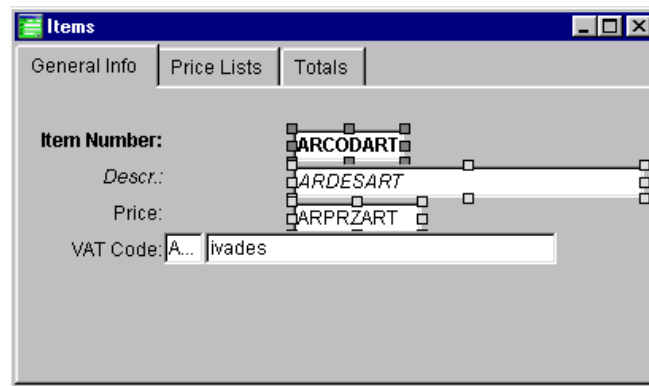 Items
General Info Price Lists Totals
Item Number: ARCODART
Descr.: ARDESART
Price: ARPRZART
VAT Code: A... ivades